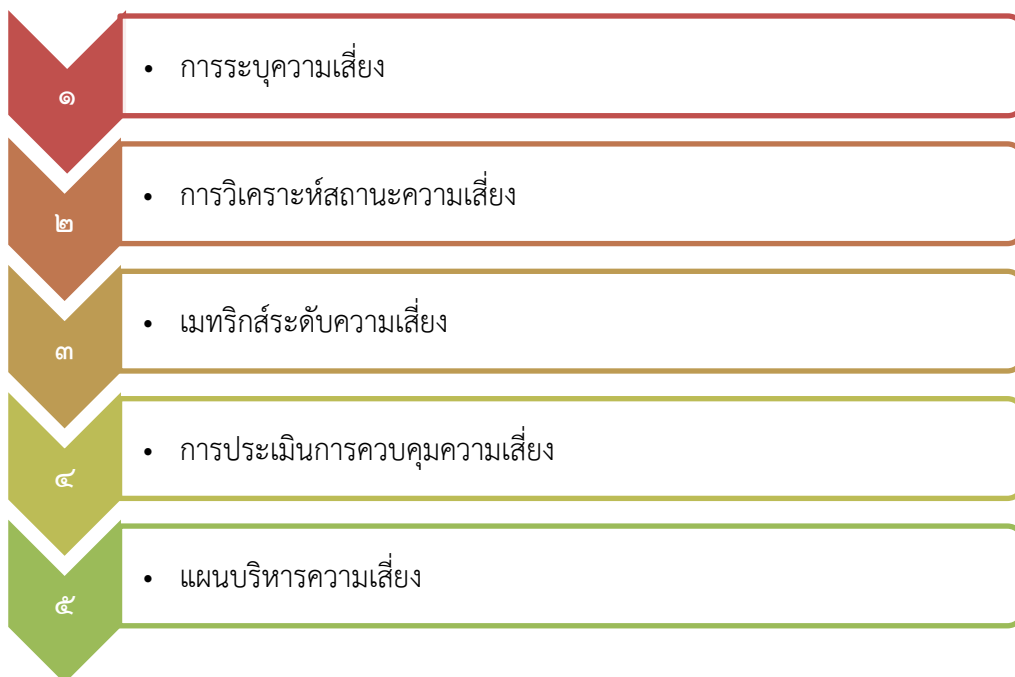 ๑
• การระบุความเสี่ยง
๒
• การวิเคราะห์สถานะความเสี่ยง
๓
• เมทริกส์ระดับความเสี่ยง
๔
• การประเมินการควบคุมความเสี่ยง
๕
• แผนบริหารความเสี่ยง